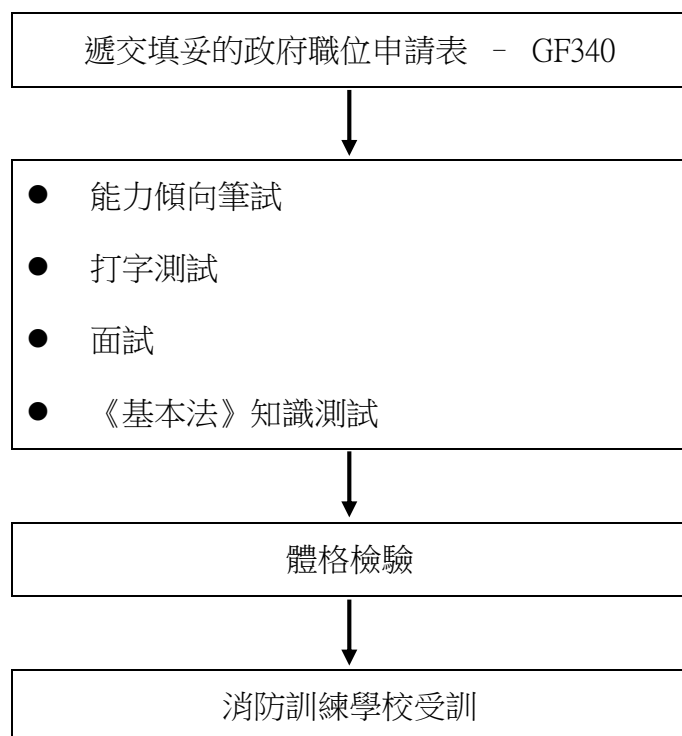 遞交填妥的政府職位申請表 – GF340
● 能力傾向筆試
● 打字測試
● 面試
● 《基本法》知識測試
體格檢驗
消防訓練學校受訓